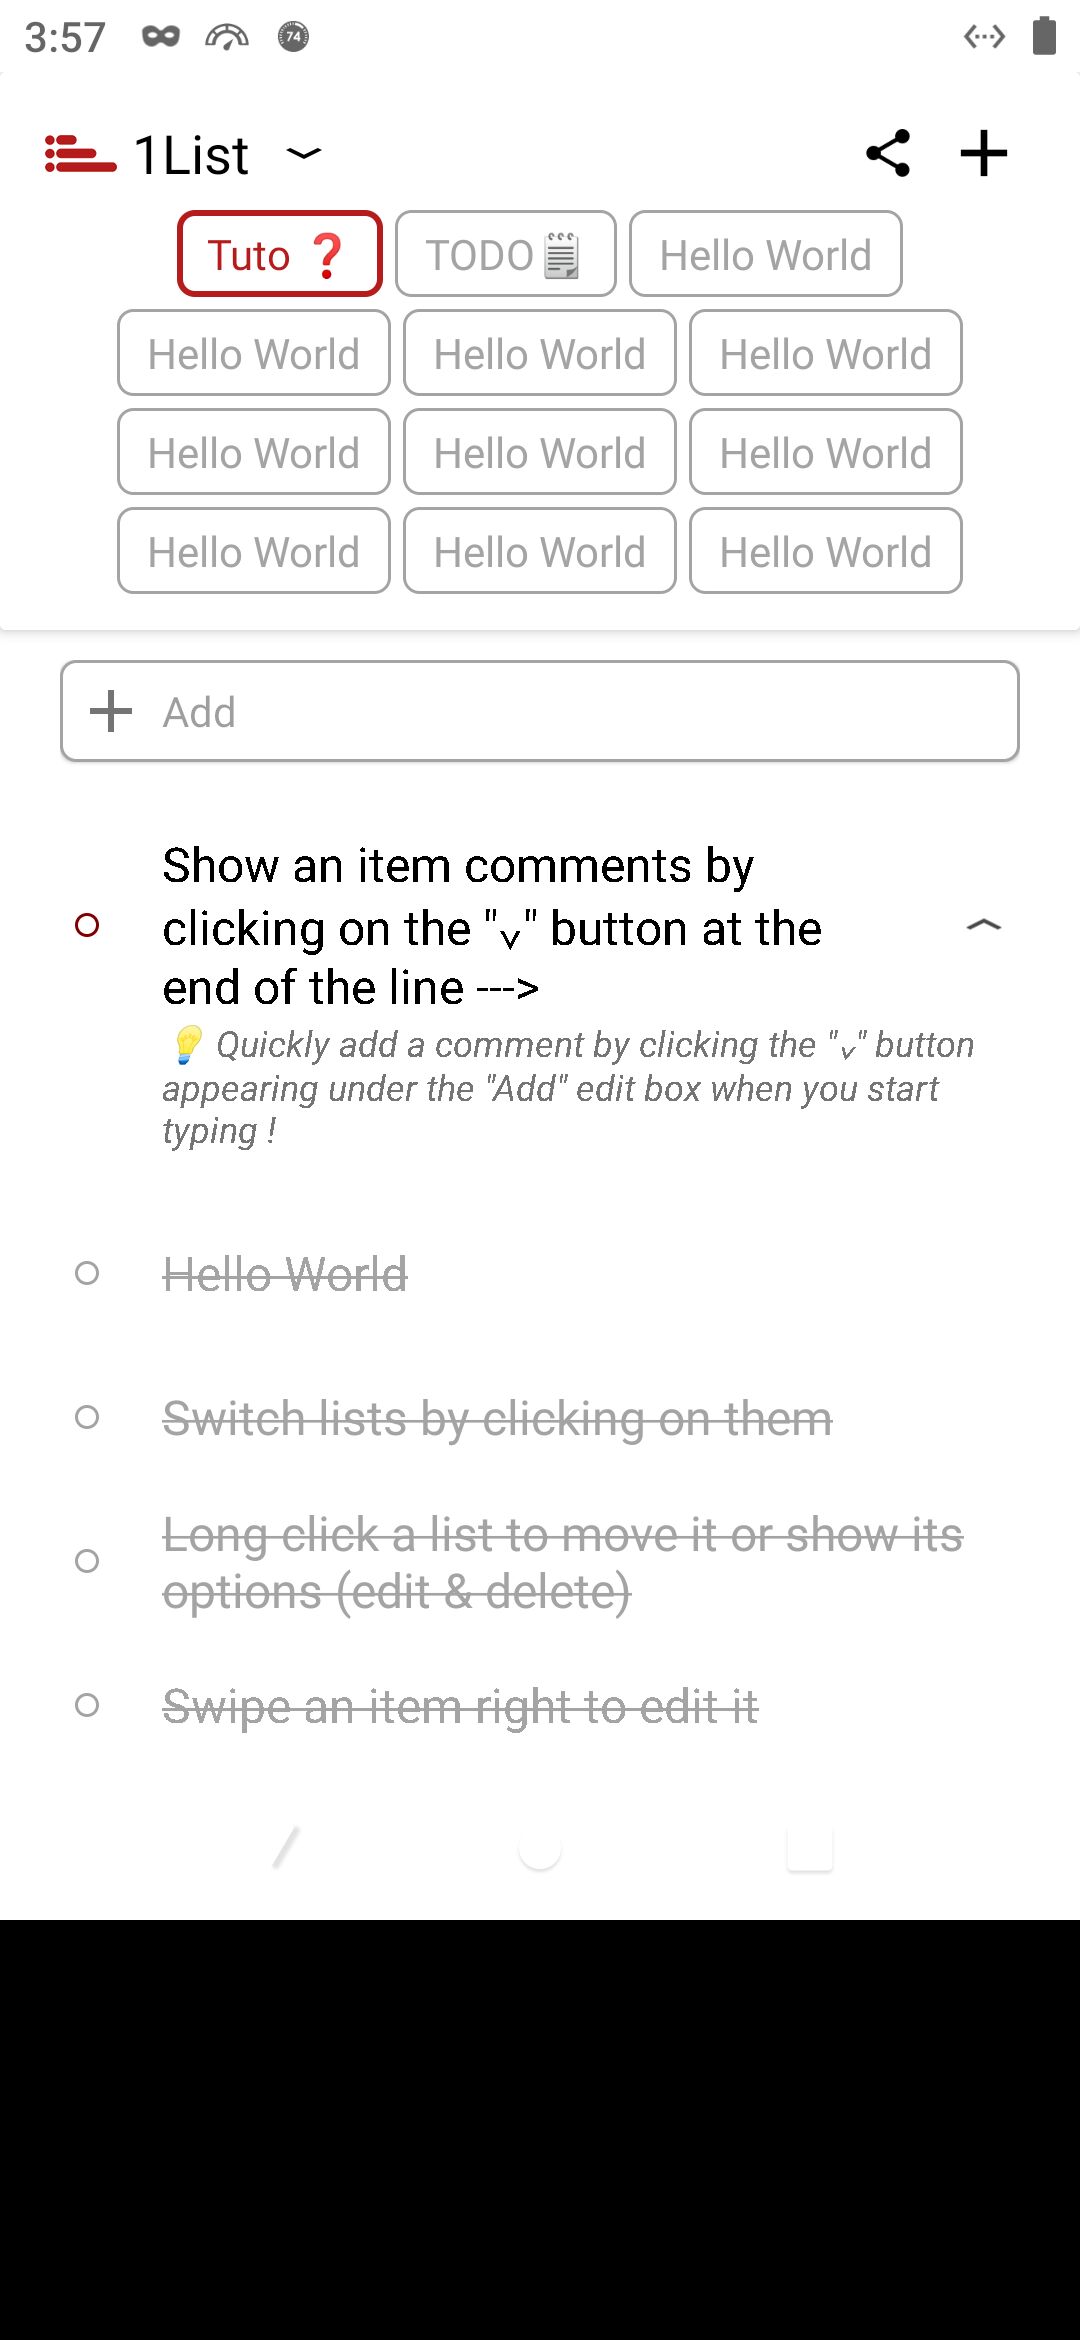 3:57
74
1List
Tuto ❓ TODO🗒 Hello World
Hello World Hello World Hello World
Hello World Hello World Hello World
Hello World Hello World Hello World
+ Add
Show an item comments by
clicking on the "˅" button at the
end of the line --->
💡 Quickly add a comment by clicking the "˅" button
appearing under the "Add" edit box when you start
typing !
Hello World
Switch lists by clicking on them
Long click a list to move it or show its
options (edit & delete)
Swipe an item right to edit it